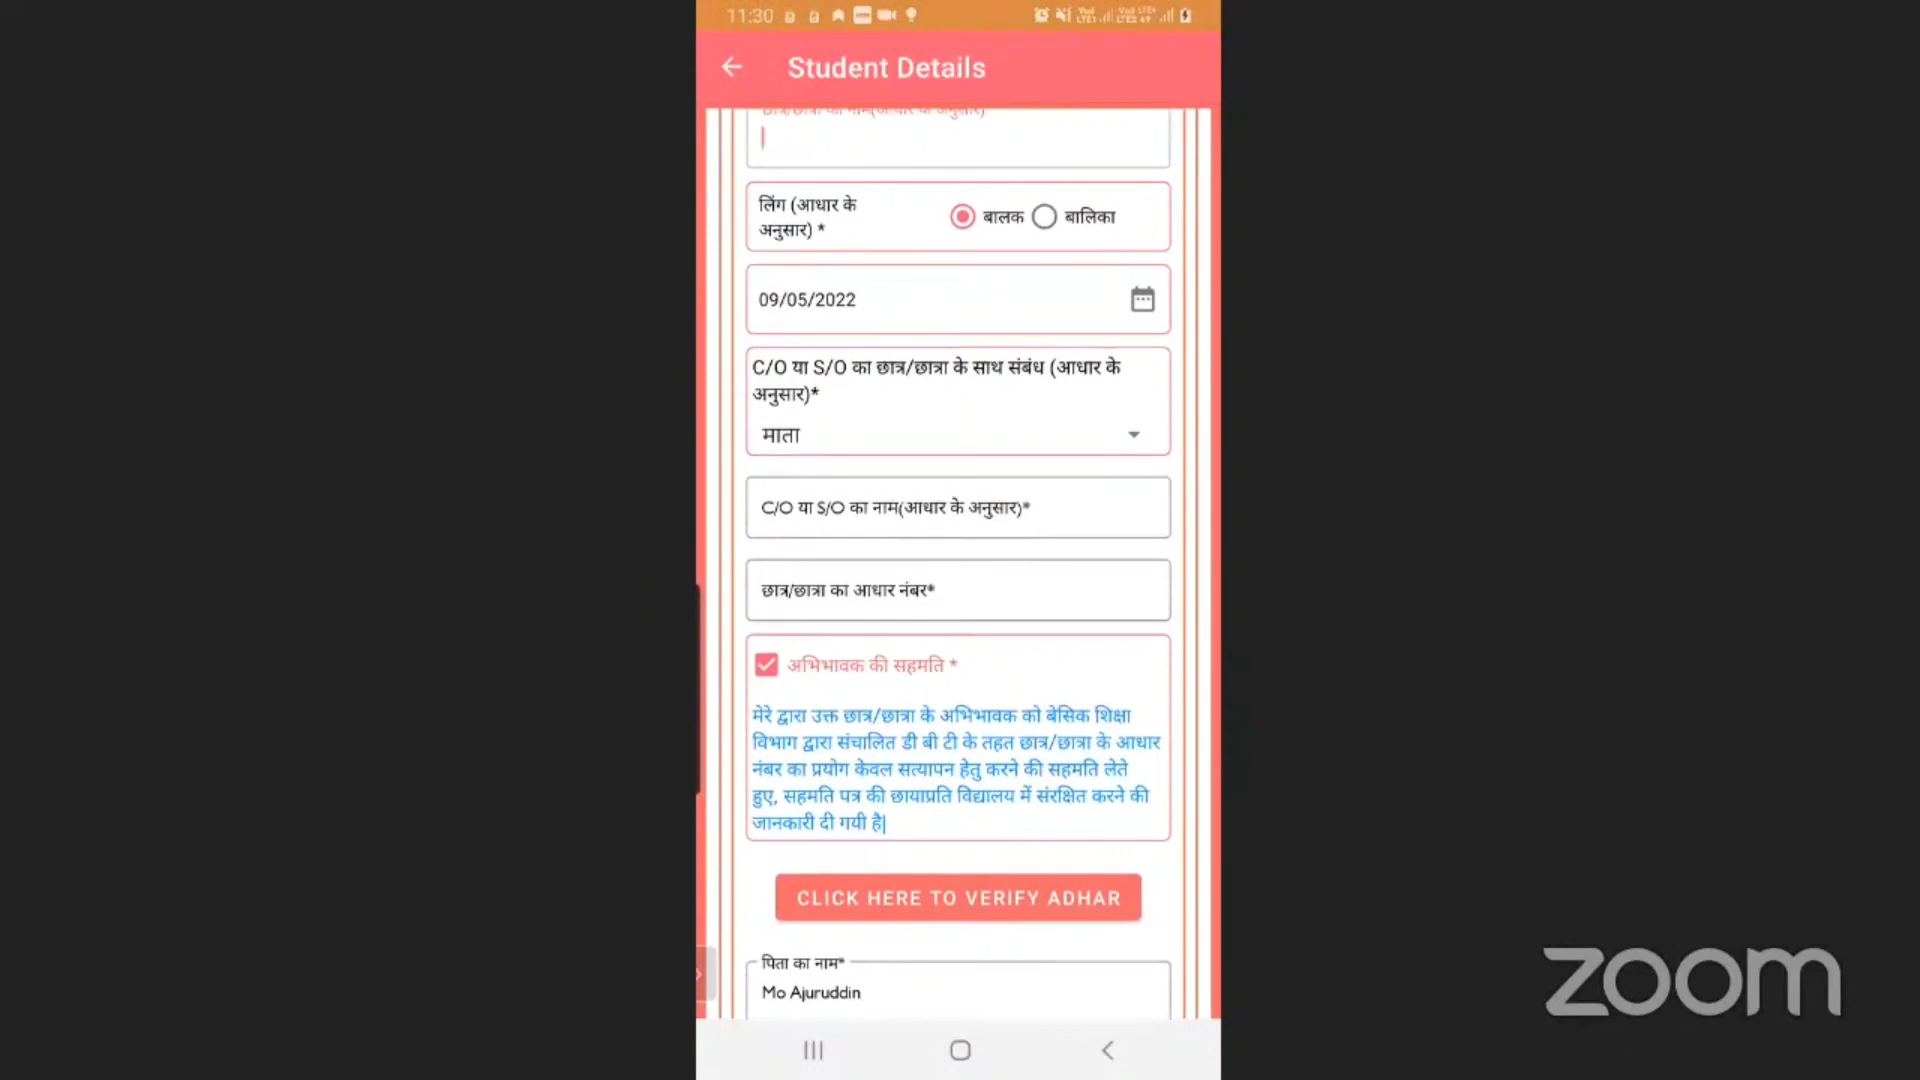 11:30
Student Details
छात्र/छात्रा का नाम(आधार के अनुसार)
लिंग (आधार के
अनुसार) *
बालक
बालिका
09/05/2022
C/O या S/O का छात्र/छात्रा के साथ संबंध (आधार के
अनुसार)*
माता
C/O या S/O का नाम(आधार के अनुसार)*
छात्र/छात्रा का आधार नंबर*
अभिभावक की सहमति *
मेरे द्वारा उक्त छात्र/छात्रा के अभिभावक को बेसिक शिक्षा
विभाग द्वारा संचालित डी बी टी के तहत छात्र/छात्रा के आधार
नंबर का प्रयोग केवल सत्यापन हेतु करने की सहमति लेते
हुए, सहमति पत्र की छायाप्रति विद्यालय में संरक्षित करने की
जानकारी दी गयी है|
CLICK HERE TO VERIFY ADHAR
पिता का नाम*
Mo Ajuruddin
zoom